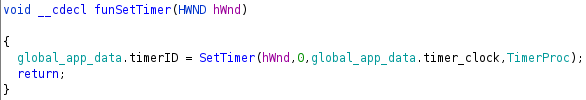 void __cdecl funSetTimer(HWND hWnd)
{
global_app_data.timerID = SetTimer(hWnd,0,global_app_data.timer_clock,TimerProc);
return;
}